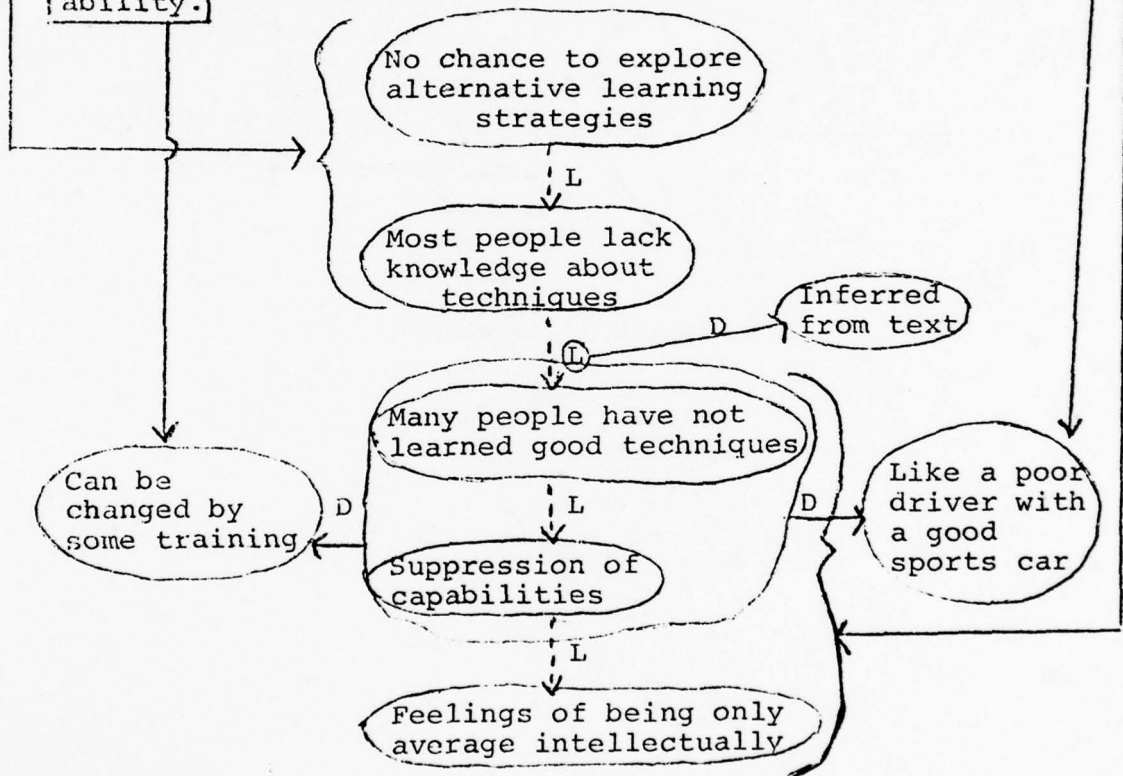 ability.
No chance to explore
alternative learning
strategies
L
Most people lack
knowledge about
techniques
Inferred
from text
D
L
Many people have not
learned good techniques
Can be
changed by
some training
D
L
D
Like a poor
driver with
a good
sports car
Suppression of
capabilities
L
Feelings of being only
average intellectually